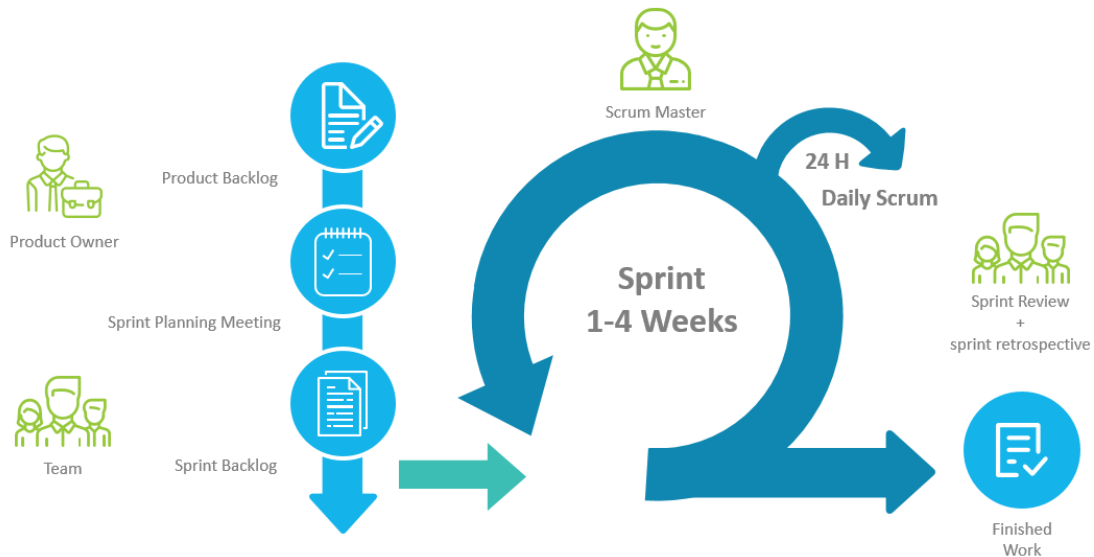 Scrum Master
24 H
Daily Scrum
Product Backlog
Product Owner
Sprint
1-4 Weeks
Sprint Planning Meeting
Sprint Review
+
sprint retrospective
Team
Sprint Backlog
Finished
Work